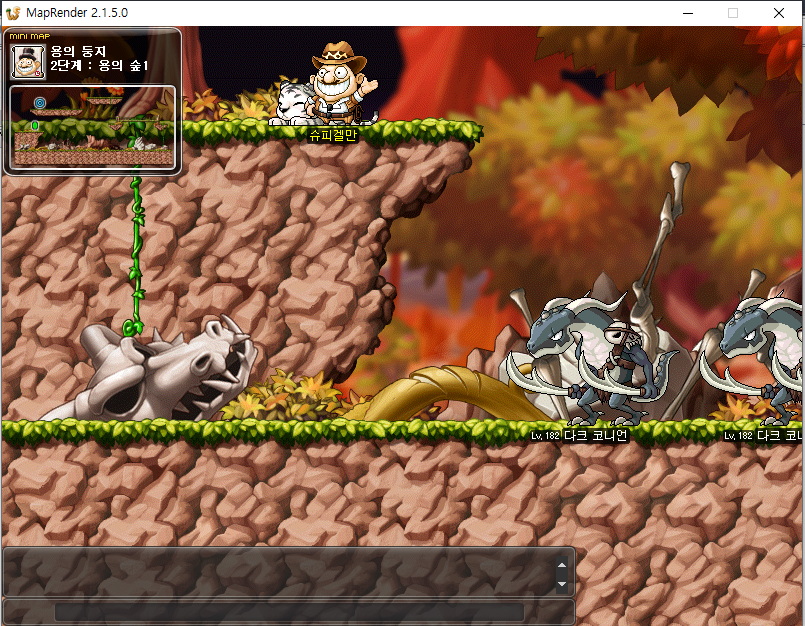 MapRender 2.1.5.0
MINI MAP
용의 둥지
2단계 : 용의 숲1
슈피겔만
Lv. 182 다크 코니언
Lv. 182 다크 코